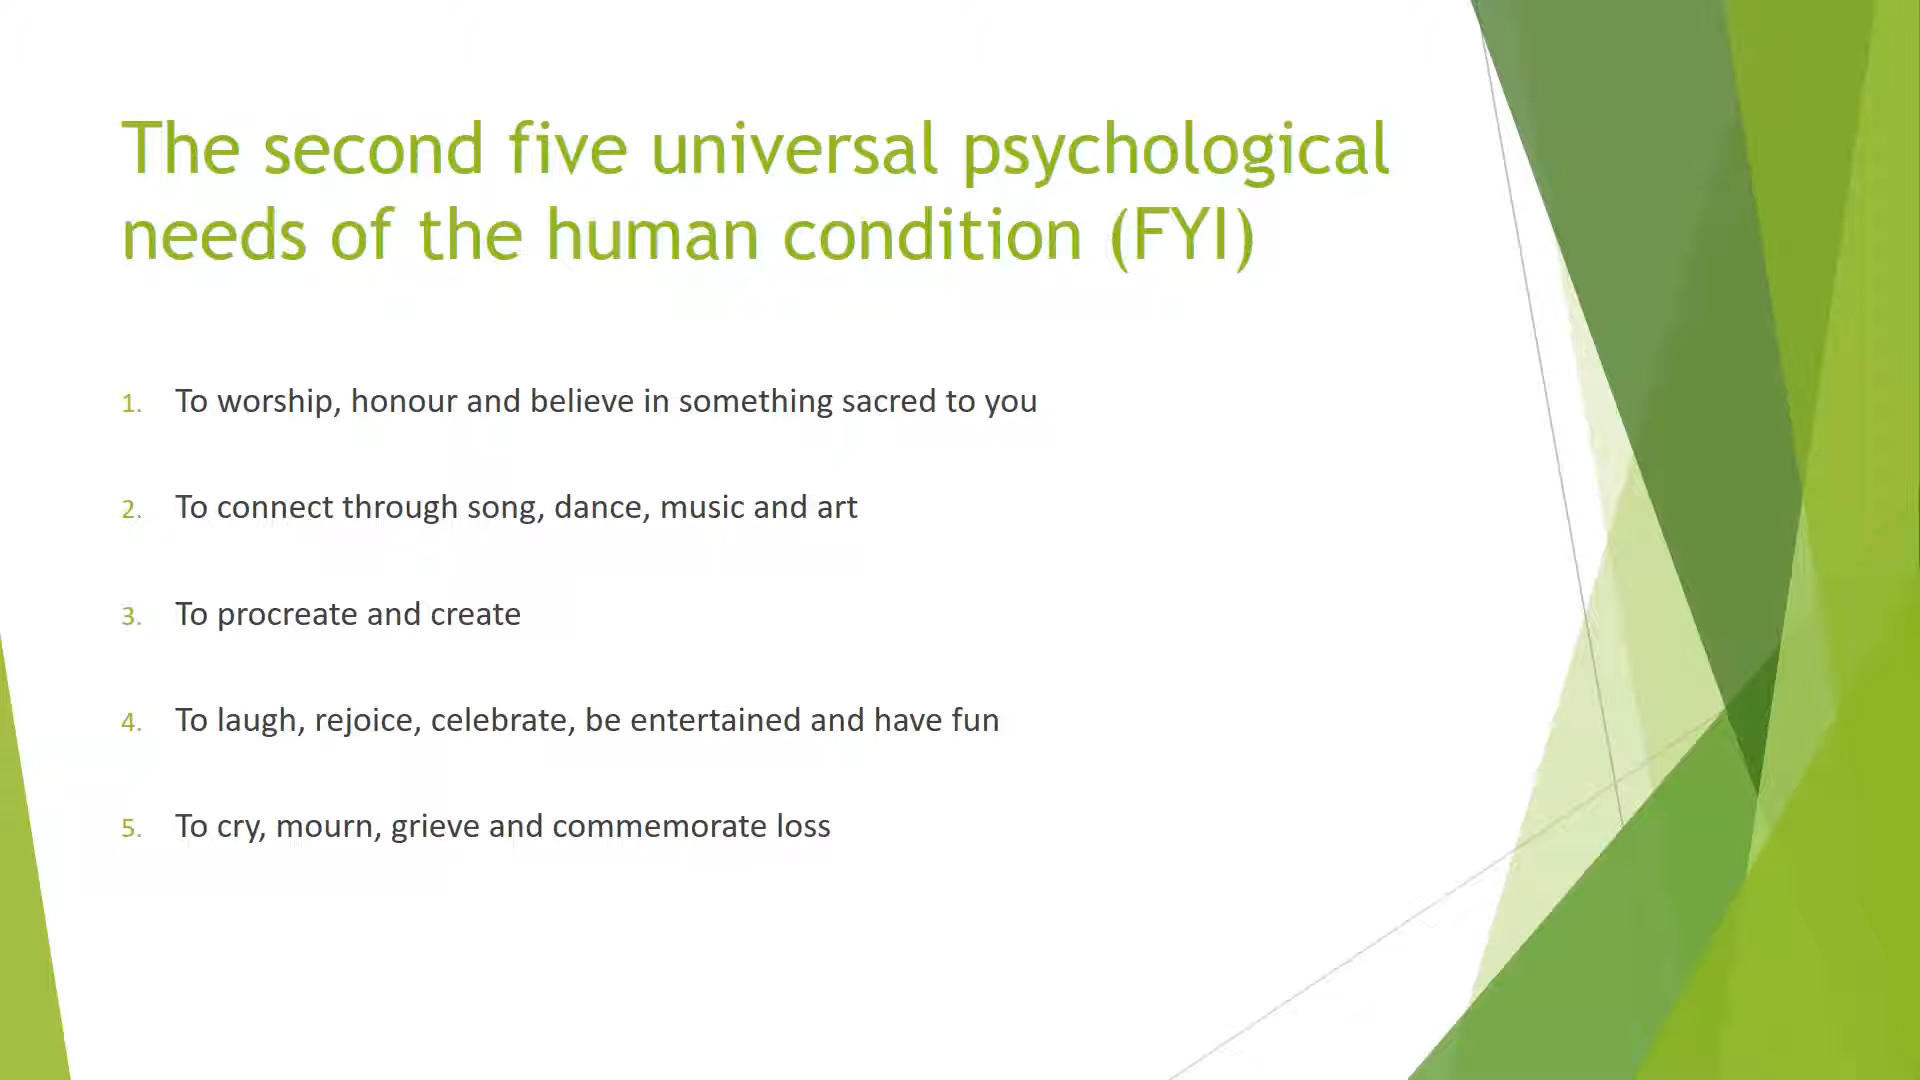 The second five universal psychological
needs of the human condition (FYI)
1. To worship, honour and believe in something sacred to you
2. To connect through song, dance, music and art
3. To procreate and create
4. To laugh, rejoice, celebrate, be entertained and have fun
5. To cry, mourn, grieve and commemorate loss